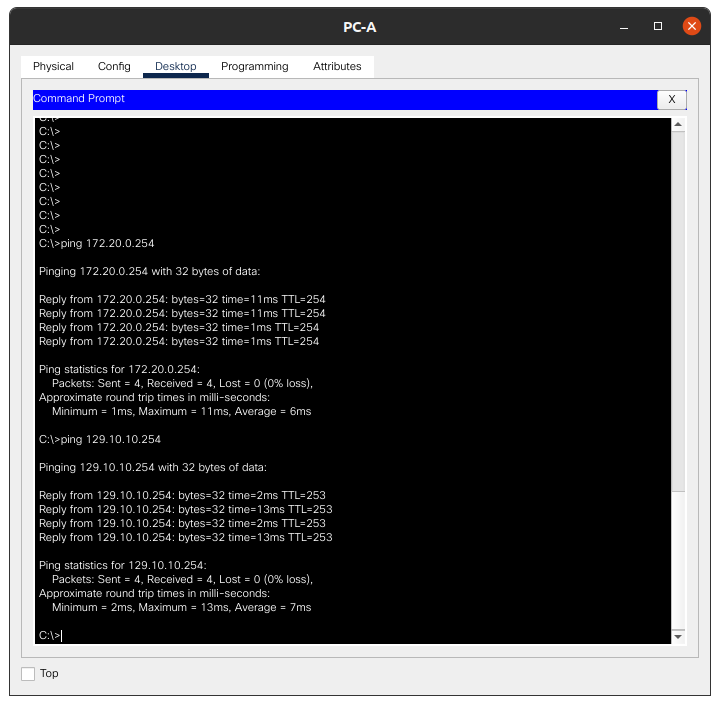 PC-A
Physical Config Desktop Programming Attributes
Command Prompt X
C:\>
C:\>
C:\>
C:\>
C:\>
C:\>
C:\>
C:\>
C:\>
C:\>ping 172.20.0.254
Pinging 172.20.0.254 with 32 bytes of data:
Reply from 172.20.0.254: bytes=32 time=11ms TTL=254
Reply from 172.20.0.254: bytes=32 time=11ms TTL=254
Reply from 172.20.0.254: bytes=32 time=1ms TTL=254
Reply from 172.20.0.254: bytes=32 time=1ms TTL=254
Ping statistics for 172.20.0.254:
Packets: Sent = 4, Received = 4, Lost = 0 (0% loss),
Approximate round trip times in milli-seconds:
Minimum = 1ms, Maximum = 11ms, Average = 6ms
C:\>ping 129.10.10.254
Pinging 129.10.10.254 with 32 bytes of data:
Reply from 129.10.10.254: bytes=32 time=2ms TTL=253
Reply from 129.10.10.254: bytes=32 time=13ms TTL=253
Reply from 129.10.10.254: bytes=32 time=2ms TTL=253
Reply from 129.10.10.254: bytes=32 time=13ms TTL=253
Ping statistics for 129.10.10.254:
Packets: Sent = 4, Received = 4, Lost = 0 (0% loss),
Approximate round trip times in milli-seconds:
Minimum = 2ms, Maximum = 13ms, Average = 7ms
C:\>
Top